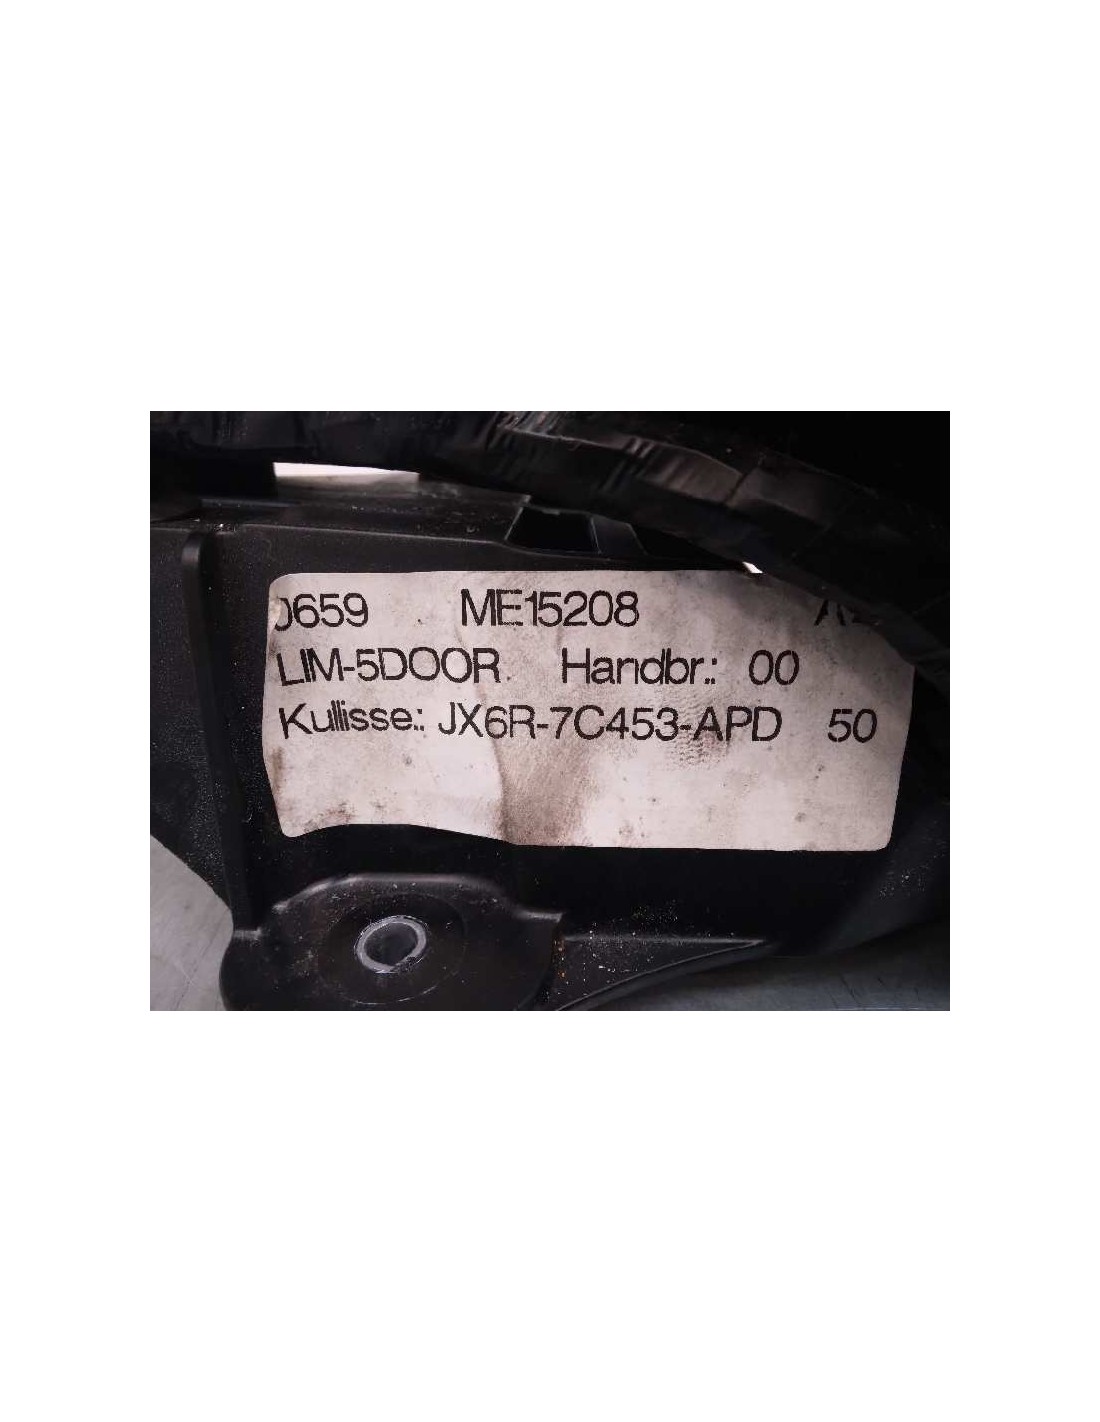 0659 ME15208
LIM-5DOOR Handbr.: 00
Kullisse.: JX6R-7C453-APD 50